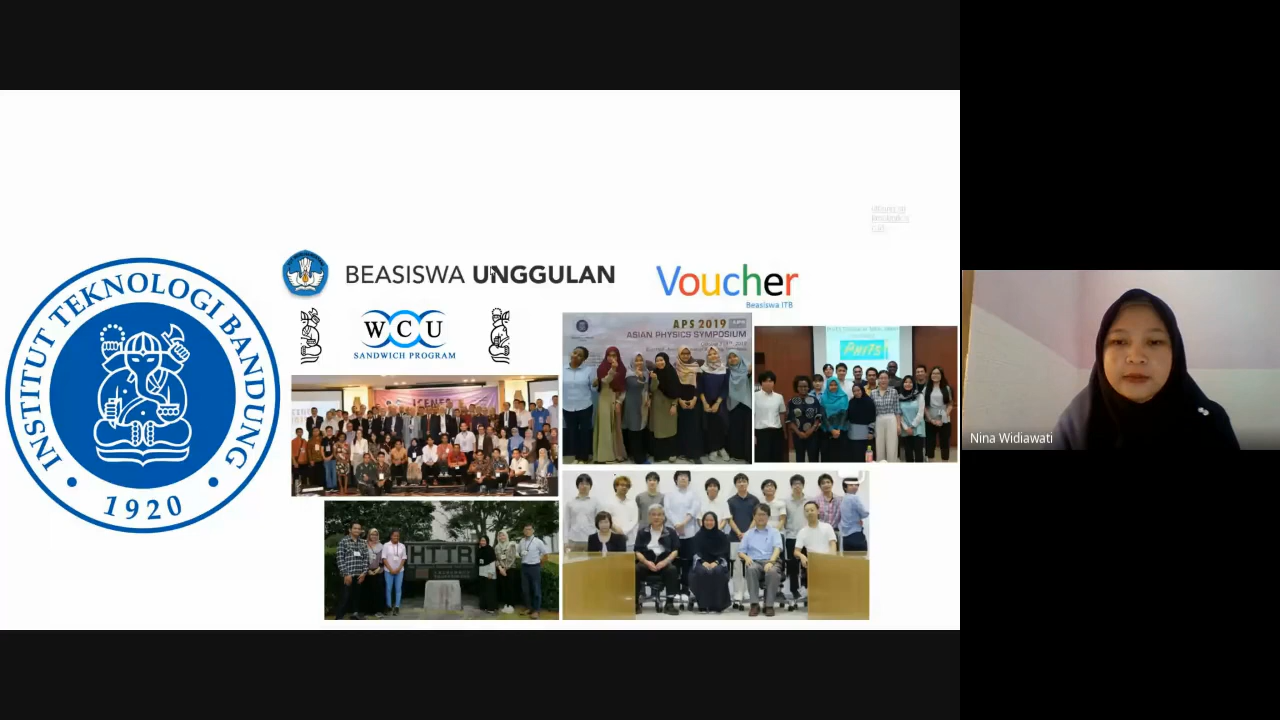 INSTITUT TEKNOLOGI BANDUNG
1920
BEASISWA UNGGULAN
Voucher
Beasiswa ITB
WCU
SANDWICH PROGRAM
APS 2019
ASIAN PHYSICS SYMPOSIUM
HTTR
Nina Widiawati